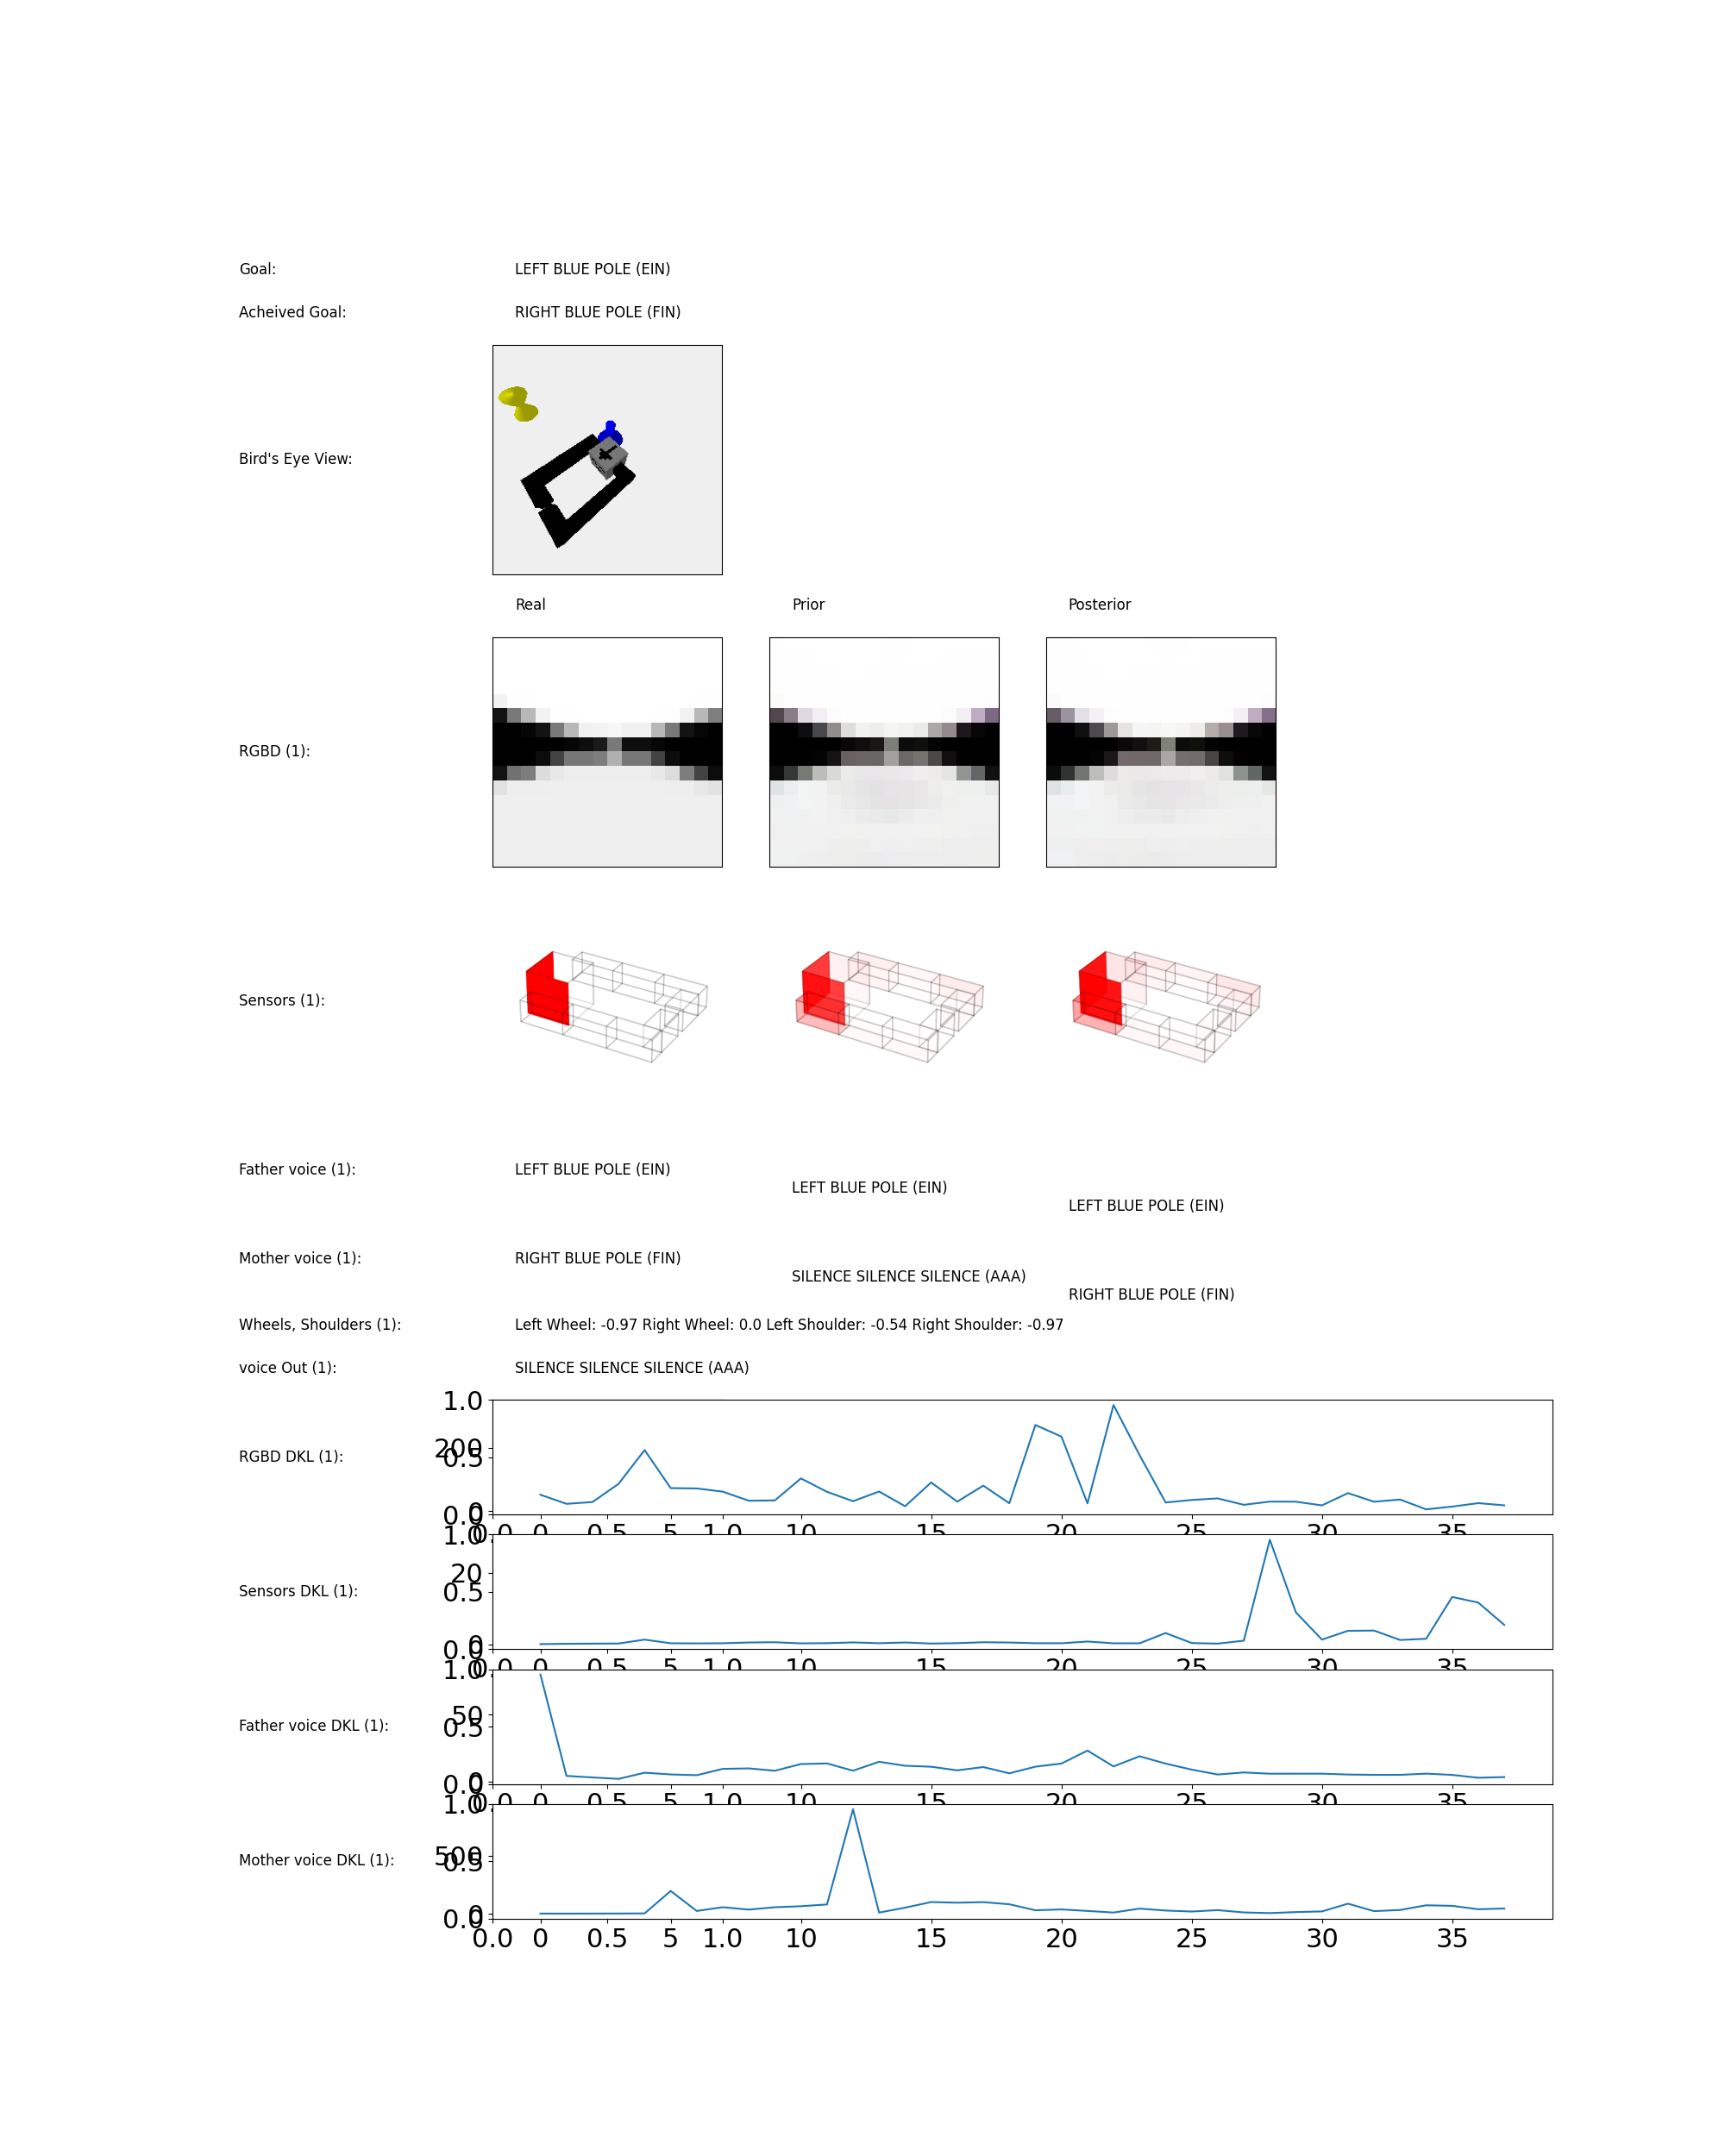 Goal: LEFT BLUE POLE (EIN)
Acheived Goal: RIGHT BLUE POLE (FIN)
Bird's Eye View:
Real Prior Posterior
RGBD (1):
Sensors (1):
Father voice (1): LEFT BLUE POLE (EIN)
LEFT BLUE POLE (EIN)
LEFT BLUE POLE (EIN)
Mother voice (1): RIGHT BLUE POLE (FIN)
SILENCE SILENCE SILENCE (AAA)
RIGHT BLUE POLE (FIN)
Wheels, Shoulders (1): Left Wheel: -0.97 Right Wheel: 0.0 Left Shoulder: -0.54 Right Shoulder: -0.97
voice Out (1): SILENCE SILENCE SILENCE (AAA)
1.0
200
RGBD DKL (1): 0.5
0
0.0
0.0 0 0.5 5 1.0 10 15 20 25 30 35
1.0
20
Sensors DKL (1): 0.5
0
0.0
0.0 0 0.5 5 1.0 10 15 20 25 30 35
1.0
50
Father voice DKL (1): 0.5
0
0.0
0.0 0 0.5 5 1.0 10 15 20 25 30 35
1.0
500
Mother voice DKL (1): 0.5
0
0.0
0.0 0 0.5 5 1.0 10 15 20 25 30 35